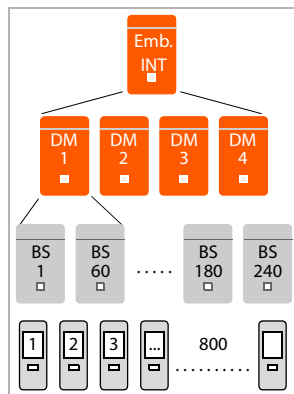 Emb.
INT
DM
1
DM
2
DM
3
DM
4
BS
1
BS
60
.....
BS
180
BS
240
1
2
3
...
800
..........